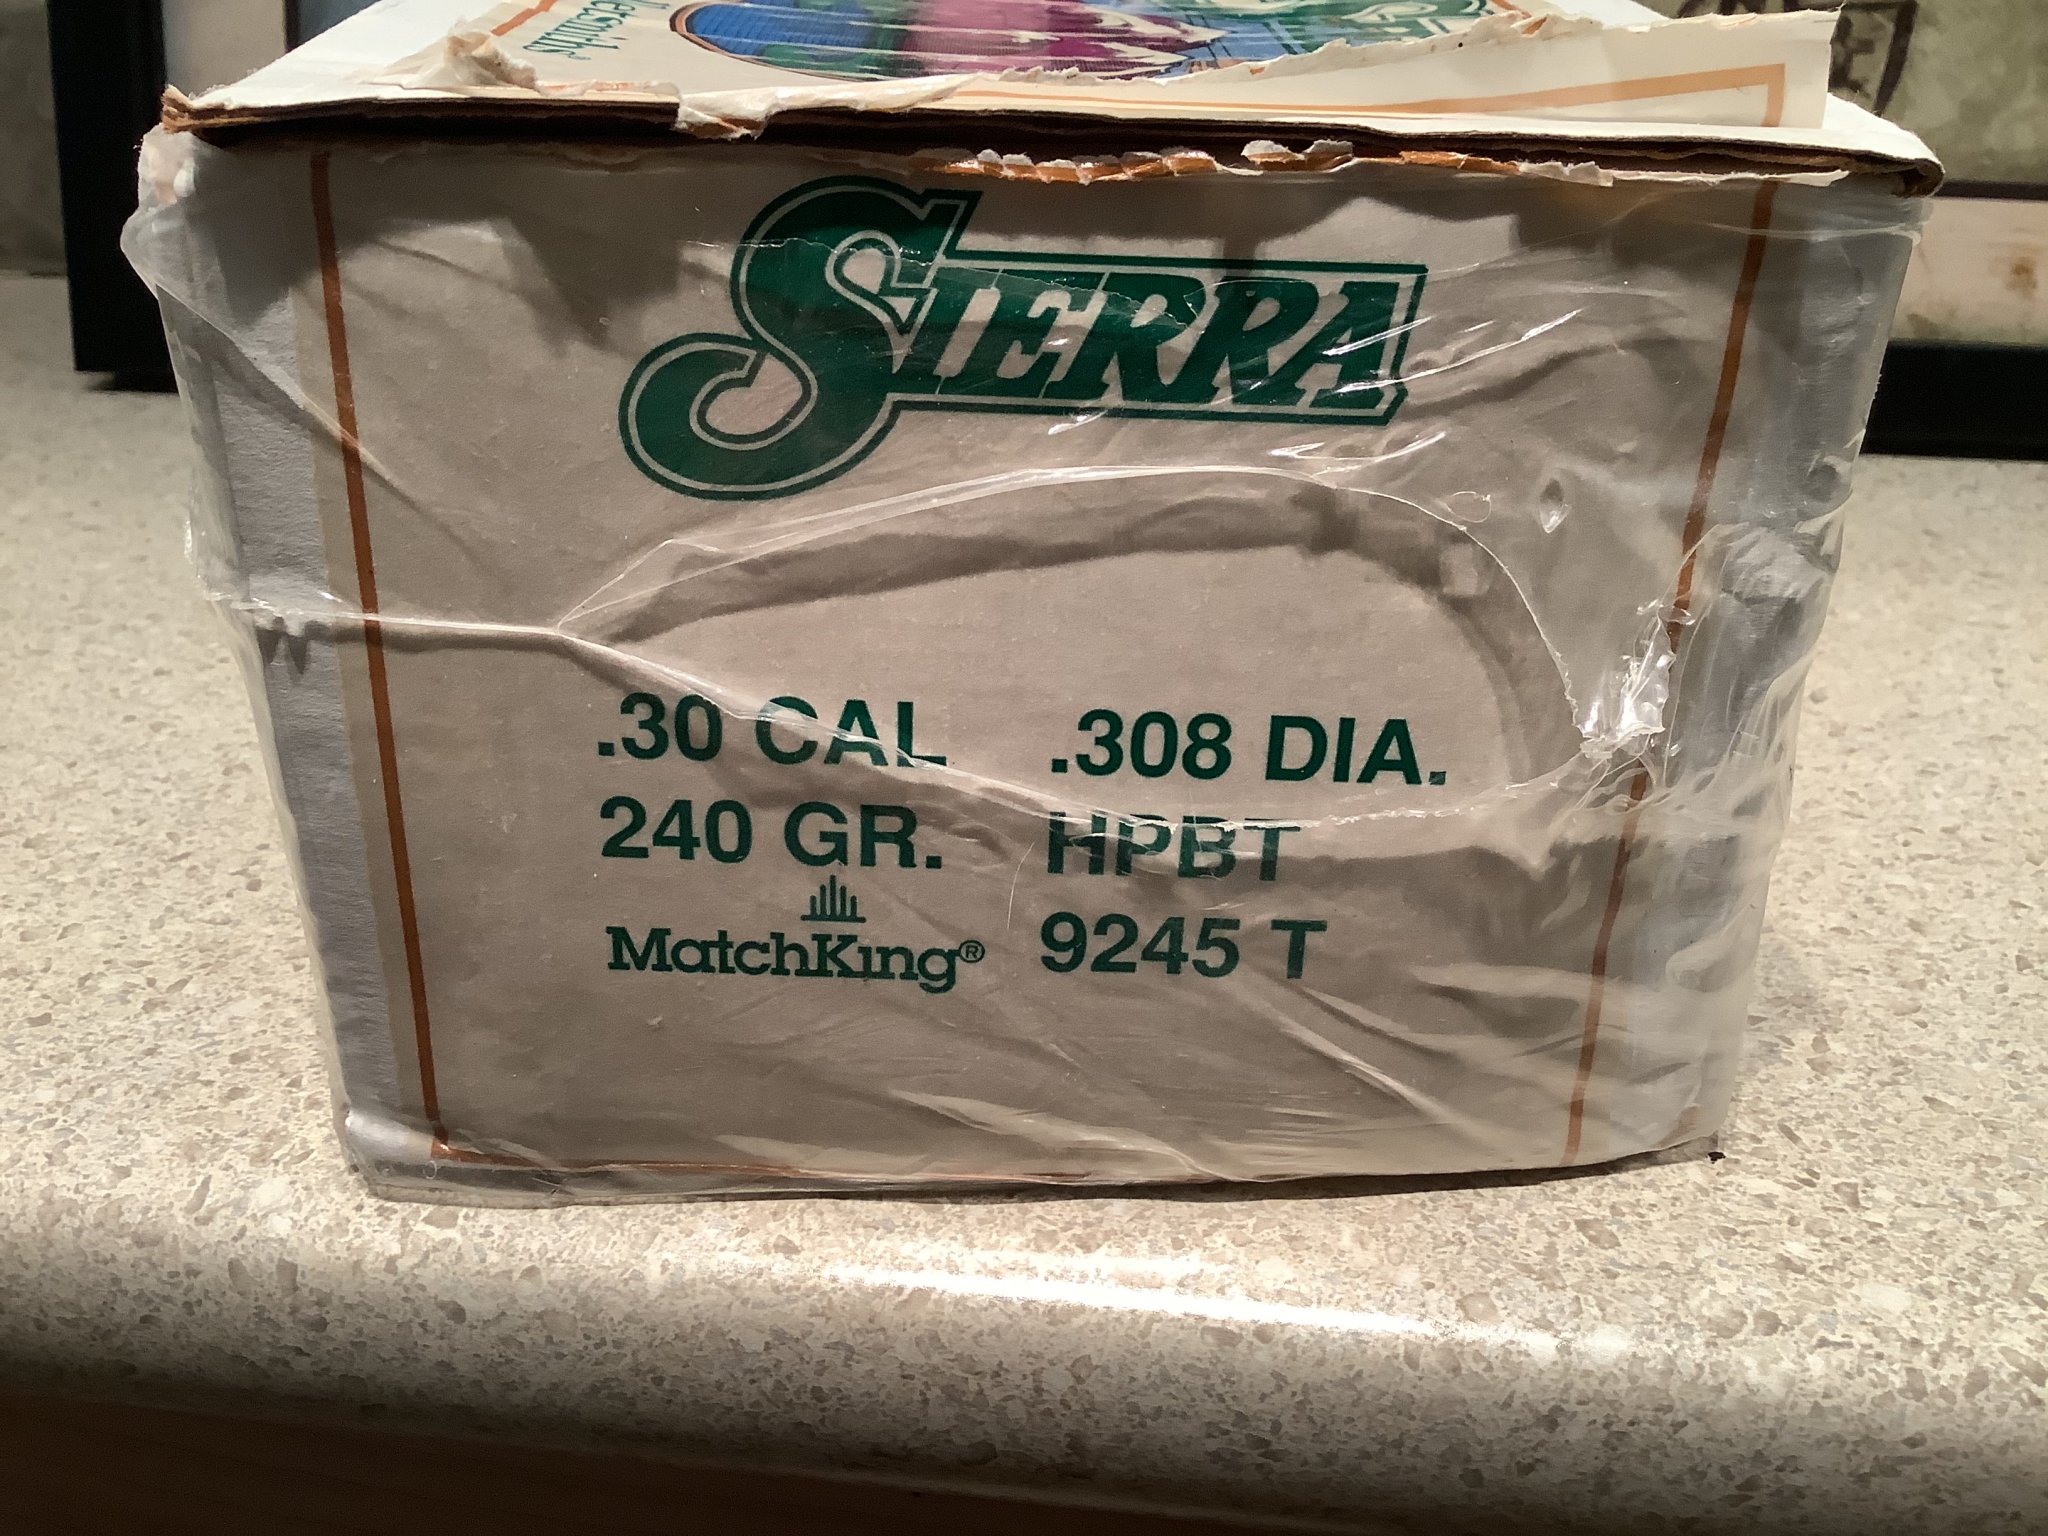 SIERRA
.30 CAL .308 DIA.
240 GR. HPBT
MatchKing® 9245 T